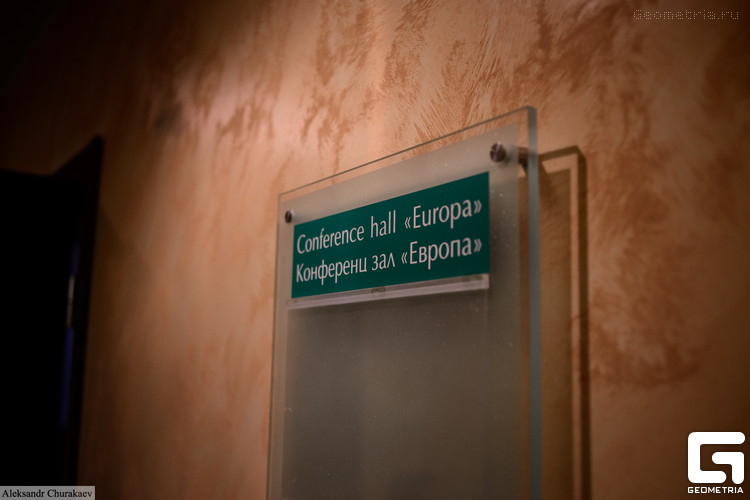 Geometria.ru
Conference hall «Europa»
Конференц зал «Европа»
GEOMETRIA
Aleksandr Churakaev